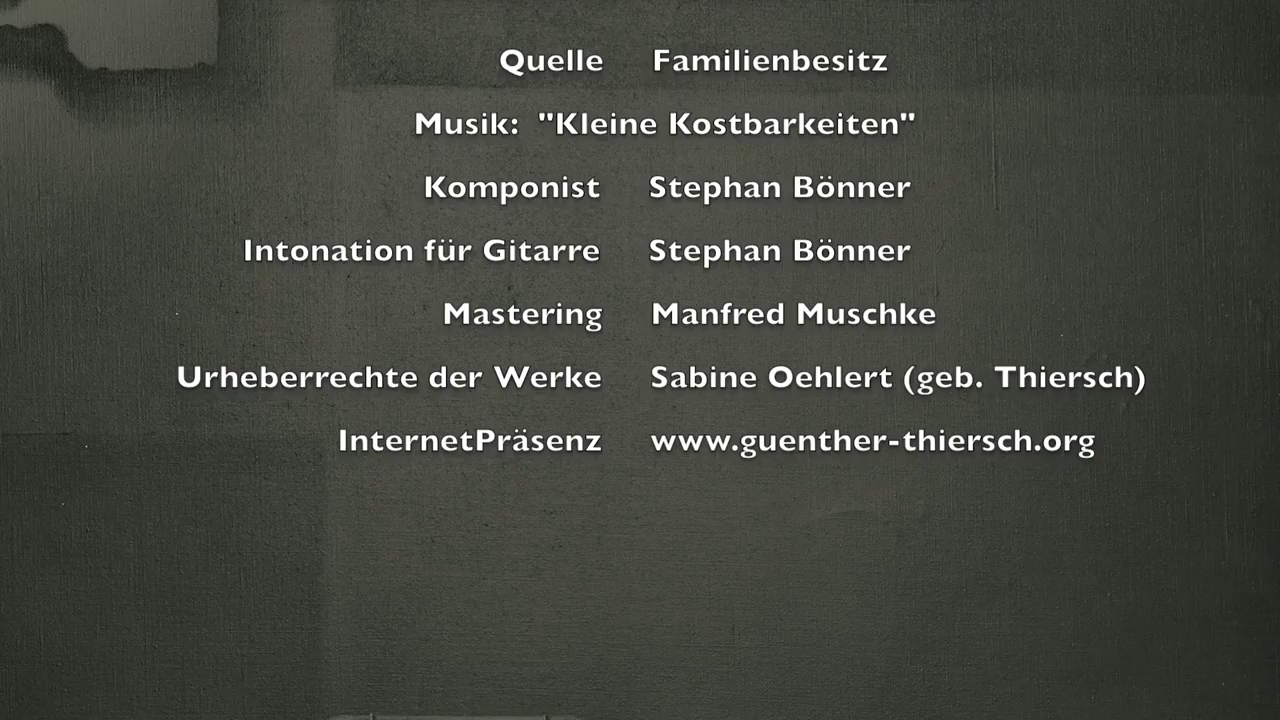 Quelle Familienbesitz
Musik: "Kleine Kostbarkeiten"
Komponist Stephan Bönner
Intonation für Gitarre Stephan Bönner
Mastering Manfred Muschke
Urheberrechte der Werke Sabine Oehlert (geb. Thiersch)
InternetPräsenz www.guenther-thiersch.org